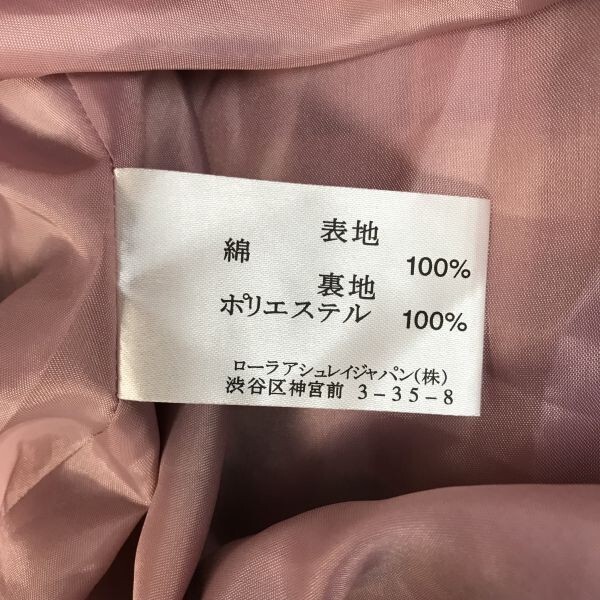 表地
綿 100%
裏地
ポリエステル 100%
ローラアシュレイジャパン(株)
渋谷区神宮前 3-35-8